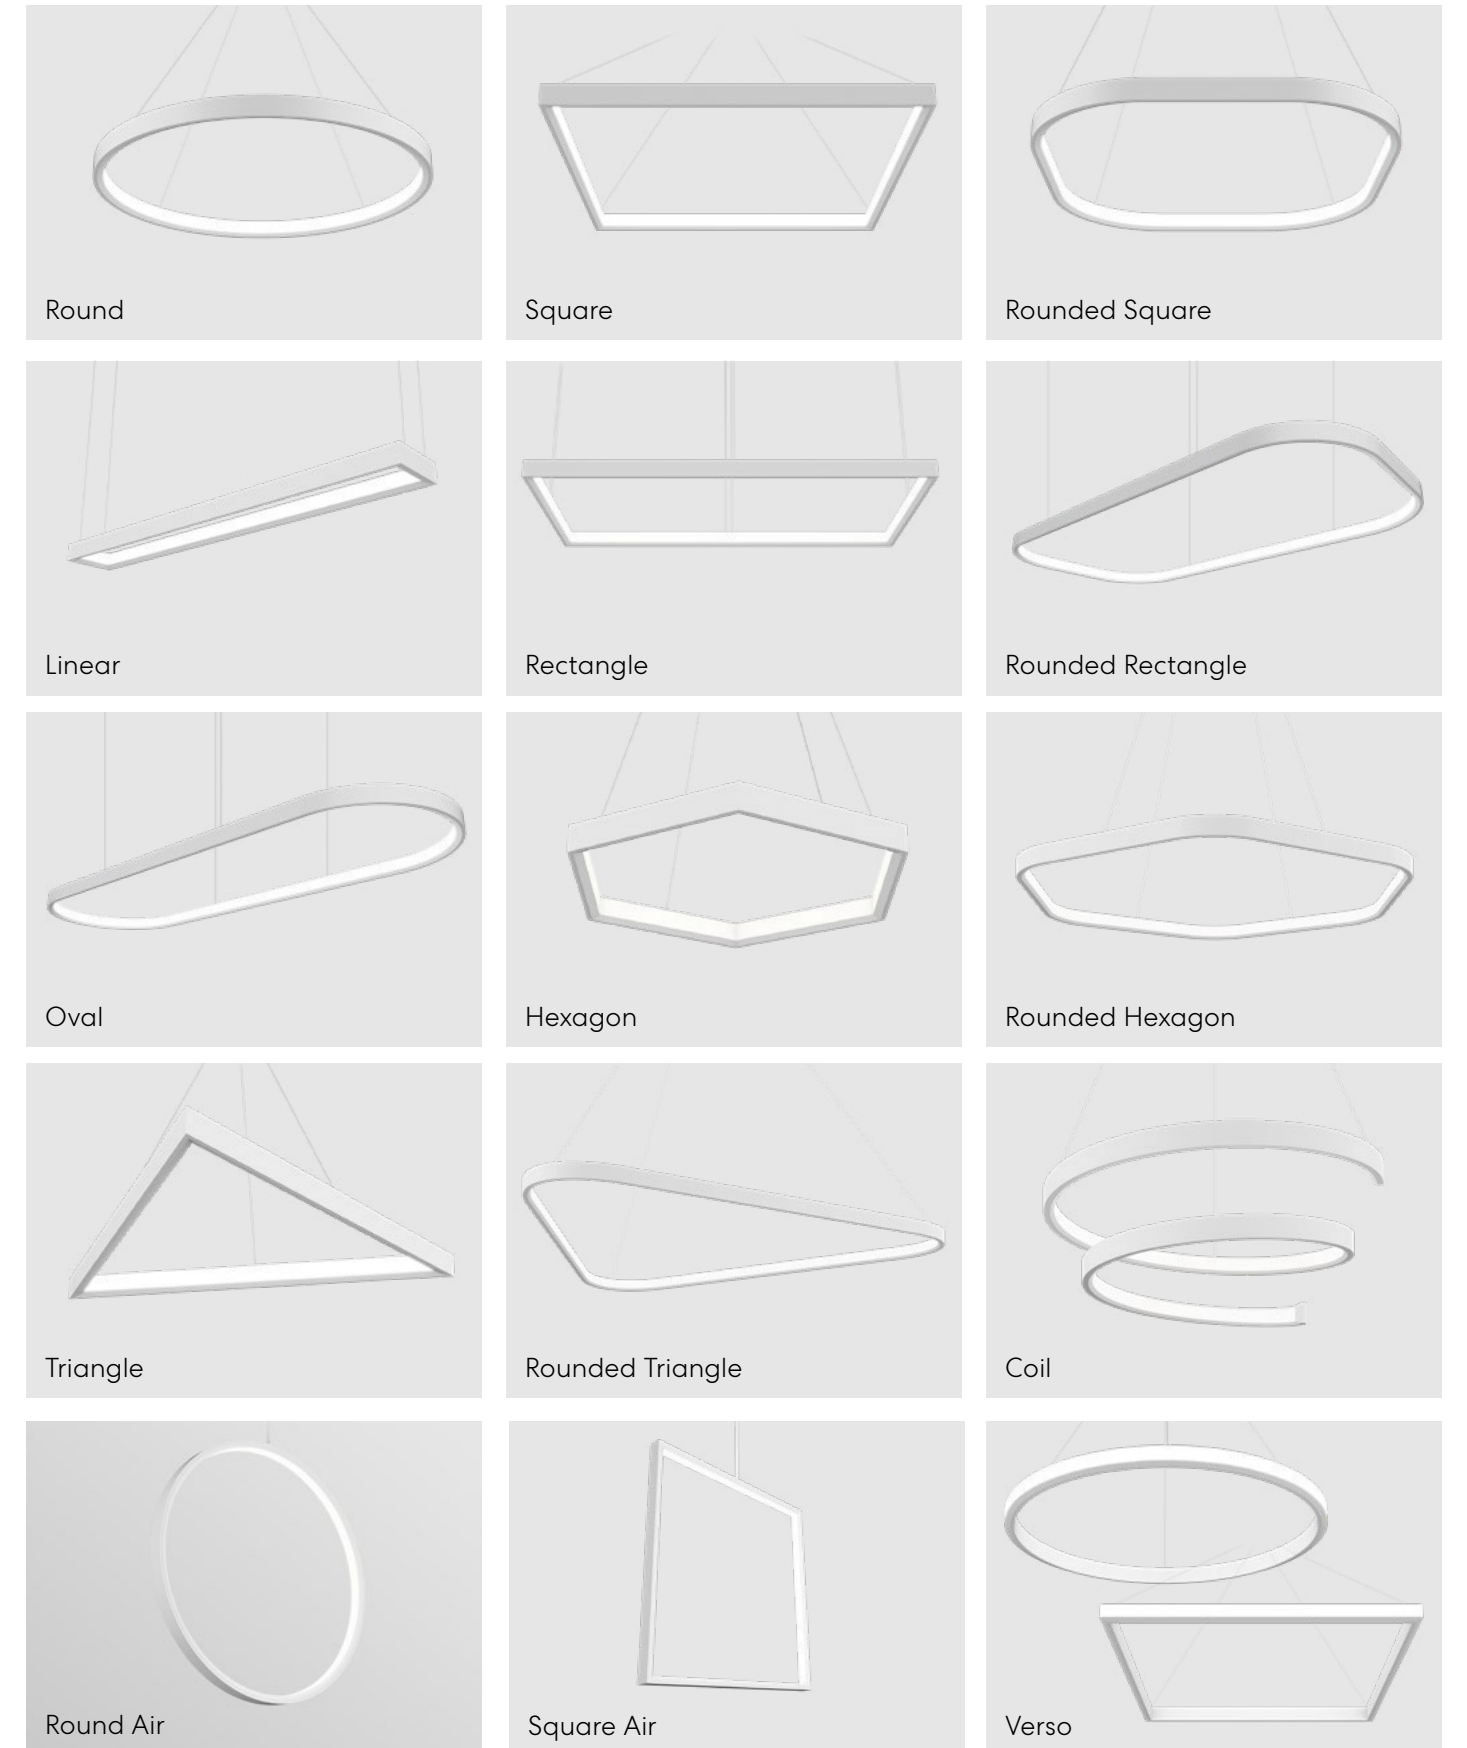 Round
Square
Rounded Square
Linear
Rectangle
Rounded Rectangle
Oval
Hexagon
Rounded Hexagon
Triangle
Rounded Triangle
Coil
Round Air
Square Air
Verso